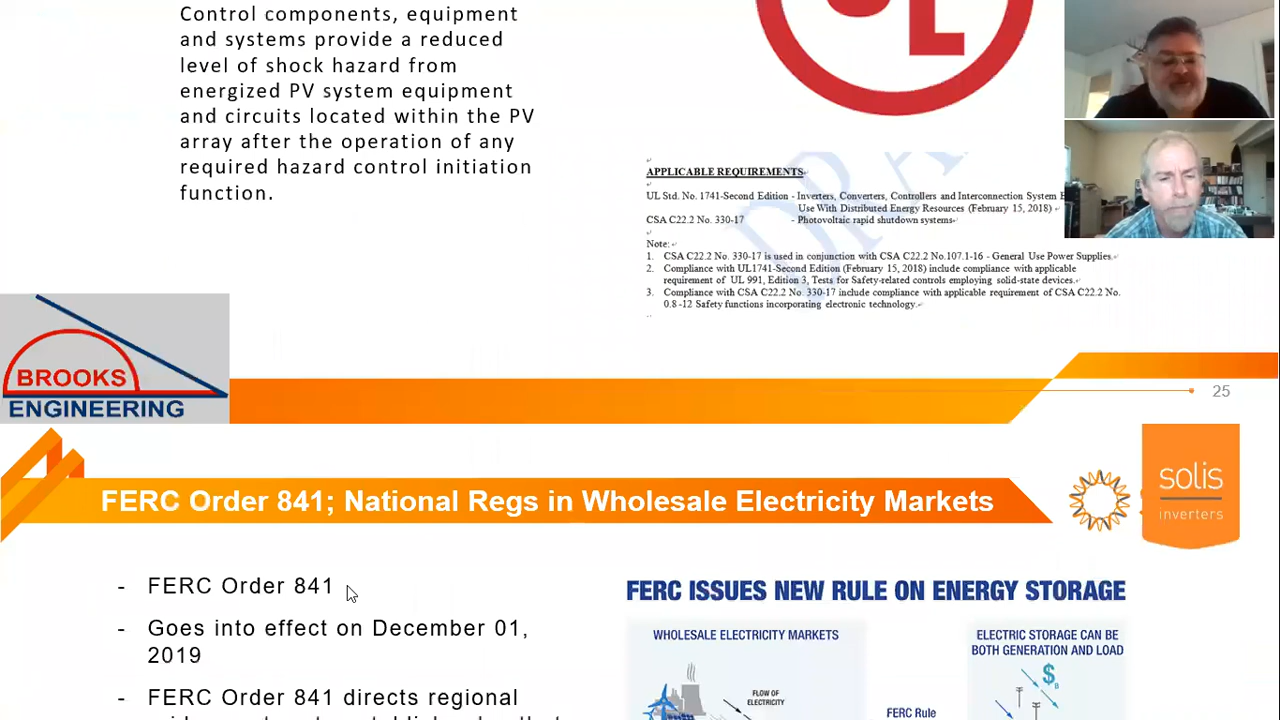 Control components, equipment
and systems provide a reduced
level of shock hazard from
energized PV system equipment
and circuits located within the PV
array after the operation of any
required hazard control initiation
function.
UL
APPLICABLE REQUIREMENTS
UL Std. No. 1741-Second Edition - Inverters, Converters, Controllers and Interconnection System
Use With Distributed Energy Resources (February 15, 2018)
CSA C22.2 No. 330-17 - Photovoltaic rapid shutdown systems
Note:
1. CSA C22.2 No. 330-17 is used in conjunction with CSA C22.2 No.107.1-16 - General Use Power Supplies.
2. Compliance with UL1741-Second Edition (February 15, 2018) include compliance with applicable
requirement of UL 991, Edition 3, Tests for Safety-related controls employing solid-state devices.
3. Compliance with CSA C22.2 No. 330-17 include compliance with applicable requirement of CSA C22.2 No.
0.8 -12 Safety functions incorporating electronic technology.
BROOKS
ENGINEERING
25
FERC Order 841; National Regs in Wholesale Electricity Markets
solis
inverters
- FERC Order 841
- Goes into effect on December 01,
2019
- FERC Order 841 directs regional
FERC ISSUES NEW RULE ON ENERGY STORAGE
WHOLESALE ELECTRICITY MARKETS
FLOW OF
ELECTRICITY
FERC Rule
ELECTRIC STORAGE CAN BE
BOTH GENERATION AND LOAD
$